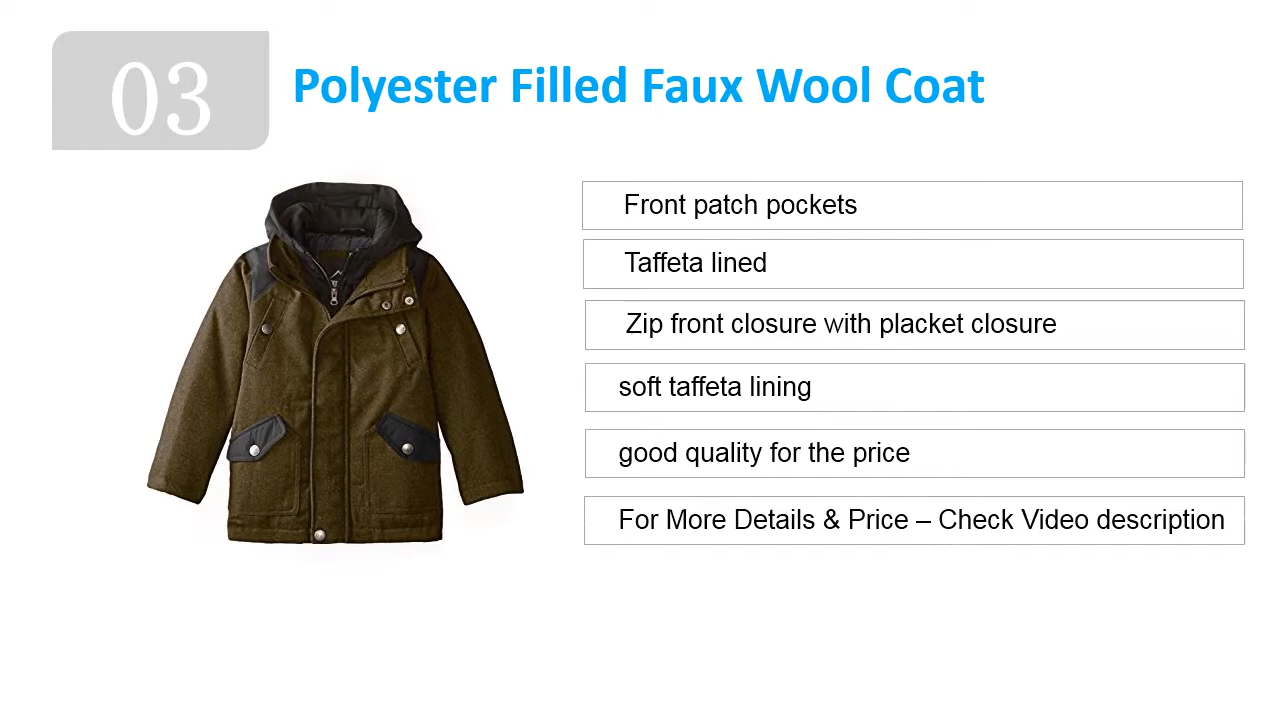 03
Polyester Filled Faux Wool Coat
Front patch pockets
Taffeta lined
Zip front closure with placket closure
soft taffeta lining
good quality for the price
For More Details & Price – Check Video description